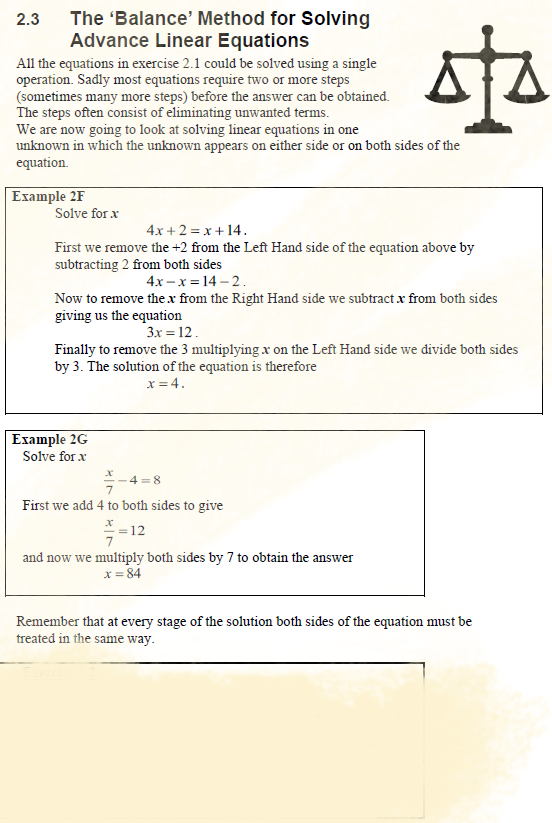 2.3 The ‘Balance’ Method for Solving
Advance Linear Equations
All the equations in exercise 2.1 could be solved using a single
operation. Sadly most equations require two or more steps
(sometimes many more steps) before the answer can be obtained.
The steps often consist of eliminating unwanted terms.
We are now going to look at solving linear equations in one
unknown in which the unknown appears on either side or on both sides of the
equation.
Example 2F
Solve for x
4x + 2 = x + 14.
First we remove the +2 from the Left Hand side of the equation above by
subtracting 2 from both sides
4x – x = 14 – 2.
Now to remove the x from the Right Hand side we subtract x from both sides
giving us the equation
3x = 12.
Finally to remove the 3 multiplying x on the Left Hand side we divide both sides
by 3. The solution of the equation is therefore
x = 4.
Example 2G
Solve for x
x/7 – 4 = 8
First we add 4 to both sides to give
x/7 = 12
and now we multiply both sides by 7 to obtain the answer
x = 84
Remember that at every stage of the solution both sides of the equation must be
treated in the same way.